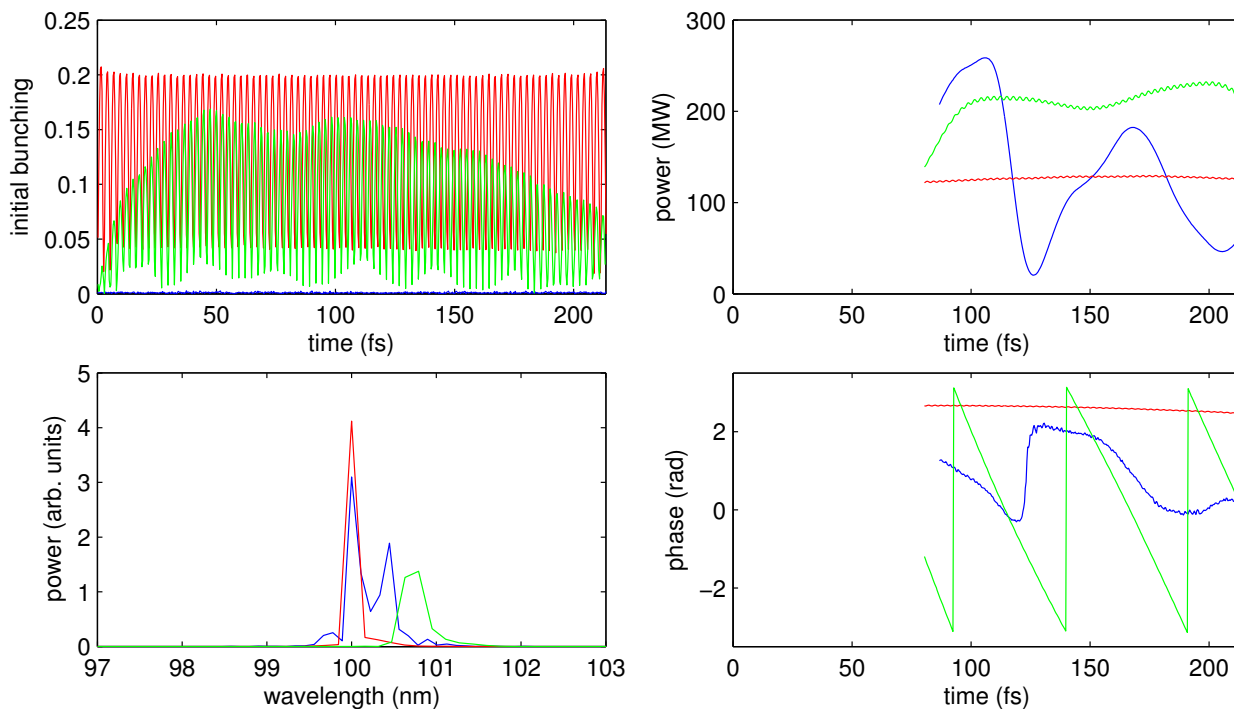 0.25
0.2
0.15
0.1
0.05
0
initial bunching
0 50 100 150 200
time (fs)
300
200
100
0
power (MW)
0 50 100 150 200
time (fs)
5
4
3
2
1
0
power (arb. units)
97 98 99 100 101 102 103
wavelength (nm)
2
0
−2
phase (rad)
0 50 100 150 200
time (fs)